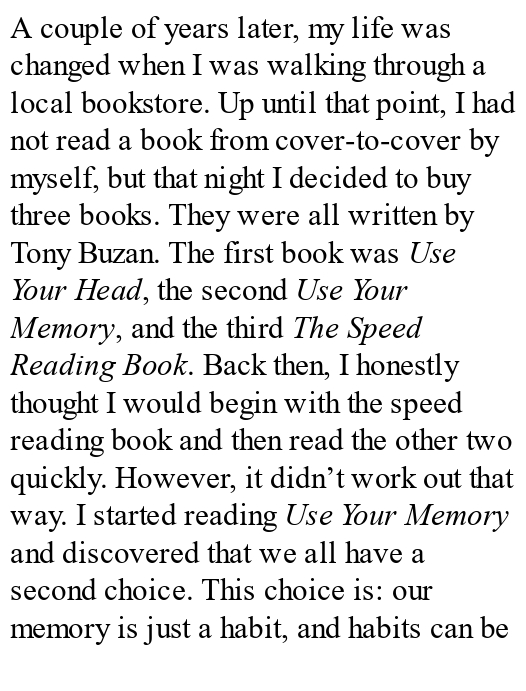 A couple of years later, my life was
changed when I was walking through a
local bookstore. Up until that point, I had
not read a book from cover-to-cover by
myself, but that night I decided to buy
three books. They were all written by
Tony Buzan. The first book was Use
Your Head, the second Use Your
Memory, and the third The Speed
Reading Book. Back then, I honestly
thought I would begin with the speed
reading book and then read the other two
quickly. However, it didn’t work out that
way. I started reading Use Your Memory
and discovered that we all have a
second choice. This choice is: our
memory is just a habit, and habits can be